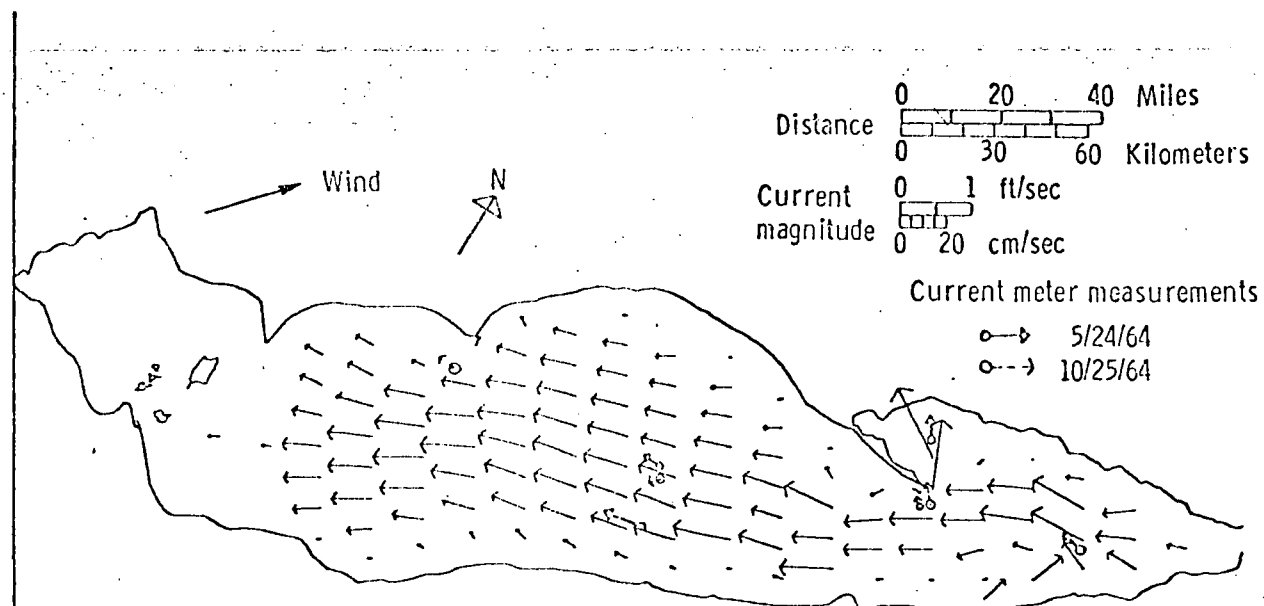 0 20 40 Miles
Distance
0 30 60 Kilometers
Wind
N
0 1 ft/sec
Current
magnitude
0 20 cm/sec
Current meter measurements
5/24/64
10/25/64